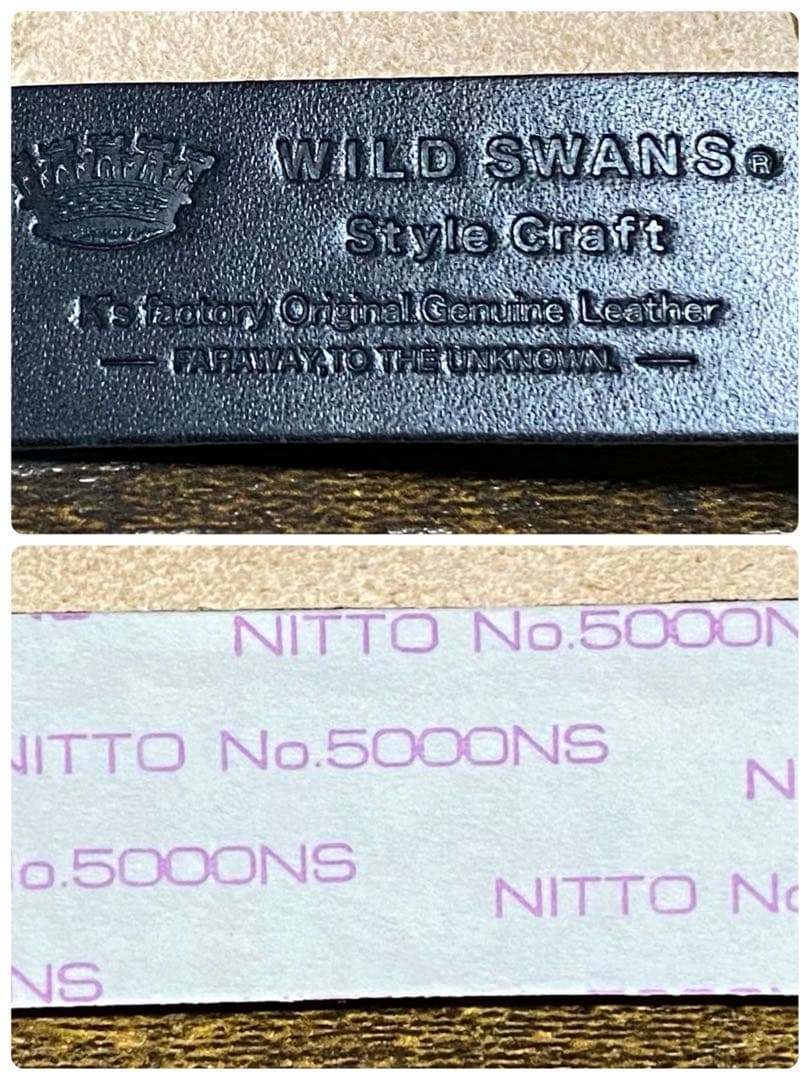 WILD SWANS®
Style Craft
K's factory Original Genuine Leather
— FARAWAY, TO THE UNKNOWN. —
NITTO No.5000N
NITTO No.5000NS
N
o.5000NS
NITTO No
NS